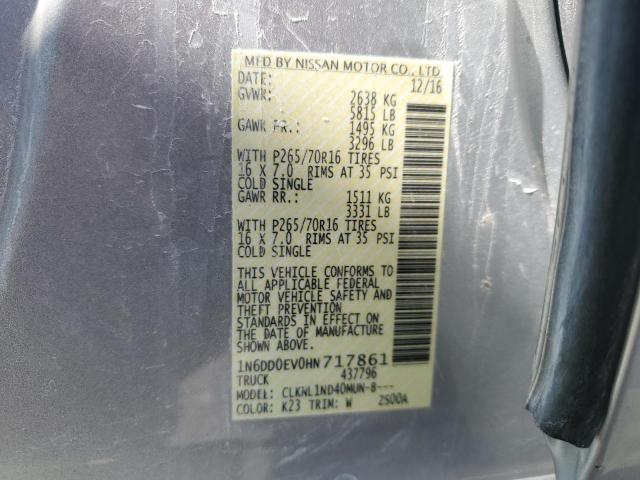 MFD BY NISSAN MOTOR CO., LTD
DATE: 12/16
GVWR: 2638 KG
5815 LB
GAWR FR.: 1495 KG
3296 LB
WITH P265/70R16 TIRES
16 X 7.0 RIMS AT 35 PSI
COLD SINGLE
GAWR RR.: 1511 KG
3331 LB
WITH P265/70R16 TIRES
16 X 7.0 RIMS AT 35 PSI
COLD SINGLE
THIS VEHICLE CONFORMS TO
ALL APPLICABLE FEDERAL
MOTOR VEHICLE SAFETY AND
THEFT PREVENTION
STANDARDS IN EFFECT ON
THE DATE OF MANUFACTURE
SHOWN ABOVE.
1N6DD0EV0HN717861
TRUCK 437796
MODEL: CLKNL1ND40MUN-8---
COLOR: K23 TRIM: W 2S00A